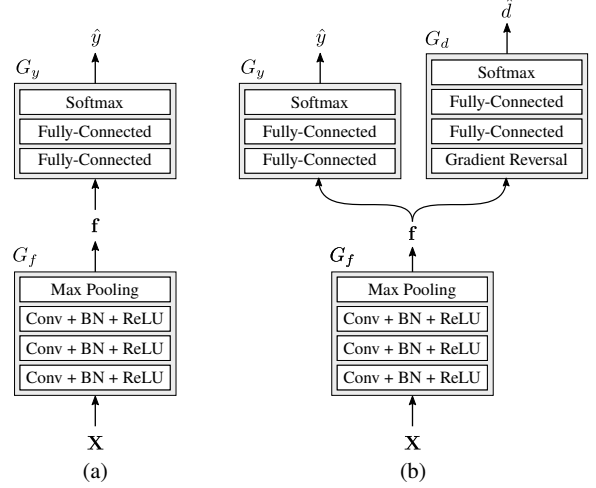 ŷ
G_y
Softmax
Fully-Connected
Fully-Connected
f
G_f
Max Pooling
Conv + BN + ReLU
Conv + BN + ReLU
Conv + BN + ReLU
X
(a)
ŷ
G_y
Softmax
Fully-Connected
Fully-Connected
d̂
G_d
Softmax
Fully-Connected
Fully-Connected
Gradient Reversal
f
G_f
Max Pooling
Conv + BN + ReLU
Conv + BN + ReLU
Conv + BN + ReLU
X
(b)